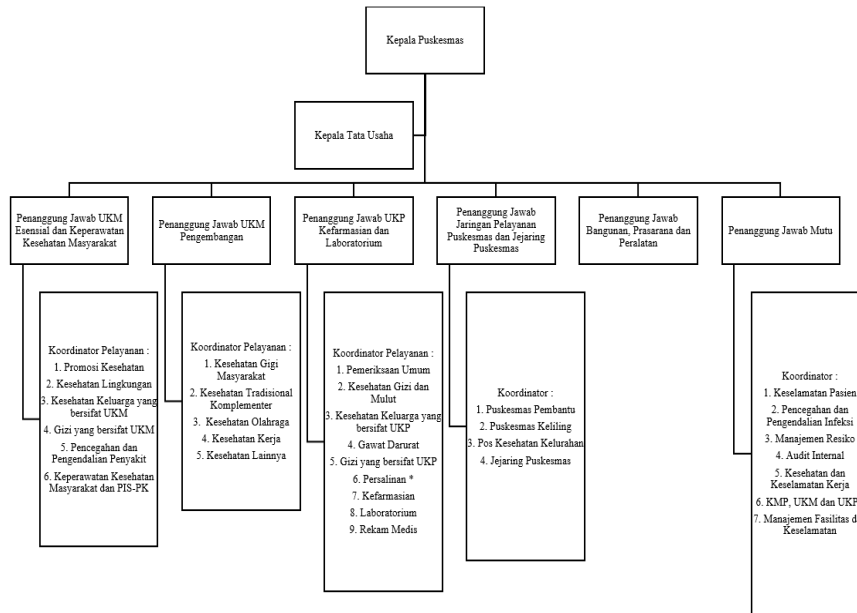 Kepala Puskesmas
Kepala Tata Usaha
Penanggung Jawab UKM
Esensial dan Keperawatan
Kesehatan Masyarakat
Penanggung Jawab UKM
Pengembangan
Penanggung Jawab UKP
Kefarmasian dan
Laboratorium
Penanggung Jawab
Jaringan Pelayanan
Puskesmas dan Jejaring
Puskesmas
Penanggung Jawab
Bangunan, Prasarana dan
Peralatan
Penanggung Jawab Mutu
Koordinator Pelayanan :
1. Promosi Kesehatan
2. Kesehatan Lingkungan
3. Kesehatan Keluarga yang
bersifat UKM
4. Gizi yang bersifat UKM
5. Pencegahan dan
Pengendalian Penyakit
6. Keperawatan Kesehatan
Masyarakat dan PIS-PK
Koordinator Pelayanan :
1. Kesehatan Gigi
Masyarakat
2. Kesehatan Tradisional
Komplementer
3. Kesehatan Olahraga
4. Kesehatan Kerja
5. Kesehatan Lainnya
Koordinator Pelayanan :
1. Pemeriksaan Umum
2. Kesehatan Gizi dan
Mulut
3. Kesehatan Keluarga yang
bersifat UKP
4. Gawat Darurat
5. Gizi yang bersifat UKP
6. Persalinan *
7. Kefarmasian
8. Laboratorium
9. Rekam Medis
Koordinator :
1. Puskesmas Pembantu
2. Puskesmas Keliling
3. Pos Kesehatan Kelurahan
4. Jejaring Puskesmas
Koordinator :
1. Keselamatan Pasien
2. Pencegahan dan
Pengendalian Infeksi
3. Manajemen Resiko
4. Audit Internal
5. Kesehatan dan
Keselamatan Kerja
6. KMP, UKM dan UKP
7. Manajemen Fasilitas d
Keselamatan